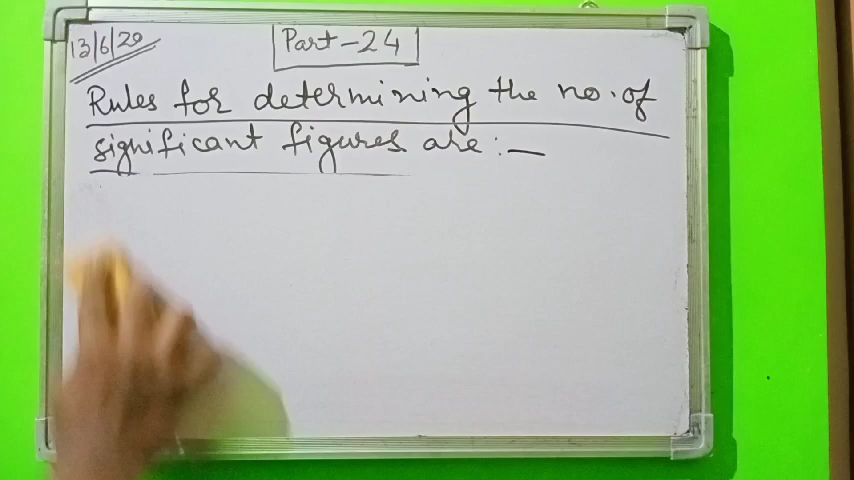 13/6/20
Part-24
Rules for determining the no. of
significant figures are:—